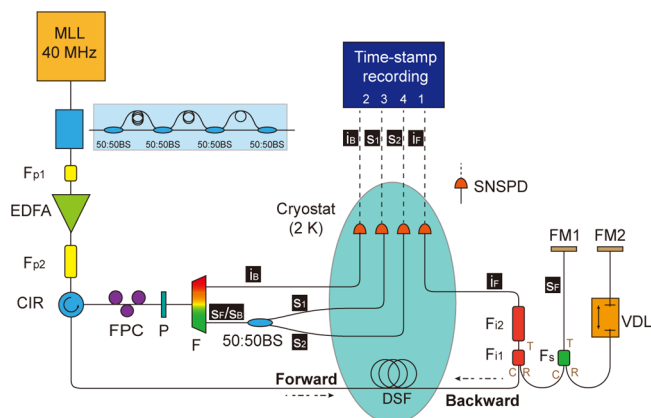 MLL
40 MHz
50:50BS 50:50BS 50:50BS 50:50BS
Fp1
EDFA
Fp2
CIR
FPC
P
F
iB
sF/sB
50:50BS
s1
s2
Time-stamp
recording
2 3 4 1
iB s1 s2 iF
SNSPD
Cryostat
(2 K)
FM1 FM2
iF
sF
VDL
Fi2
Fi1
T
C R
Fs
T
C R
Forward
DSF
Backward